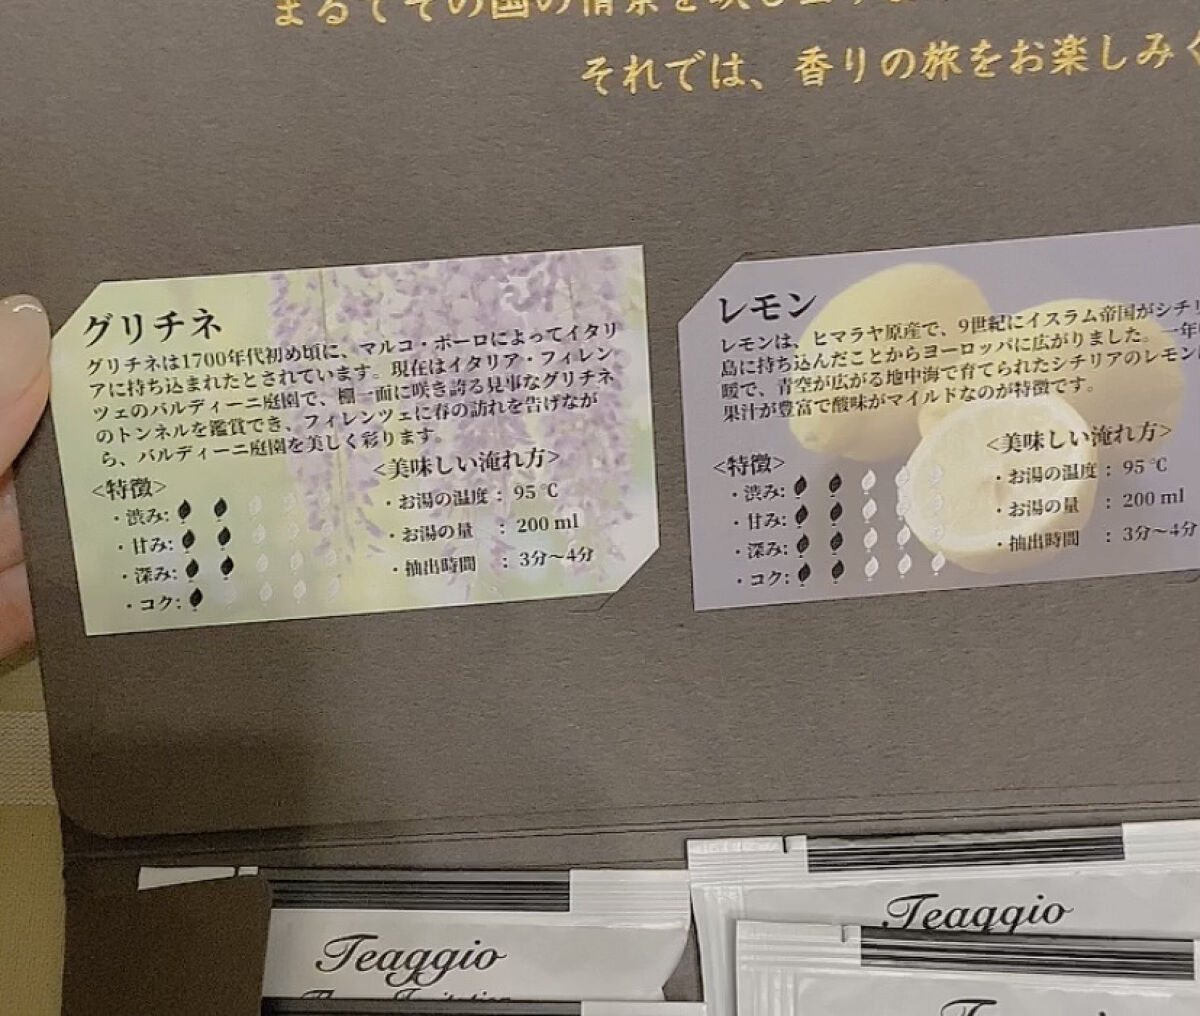 まるでその国の情景を映し出
それでは、香りの旅をお楽しみく
グリチネ
グリチネは1700年代初め頃に、マルコ・ポーロによってイタリ
アに持ち込まれたとされています。現在はイタリア・フィレン
ツェのバルディーニ庭園で、棚一面に咲き誇る見事なグリチネ
のトンネルを鑑賞でき、フィレンツェに春の訪れを告げなが
ら、バルディーニ庭園を美しく彩ります。
<特徴>
・渋み:
・甘み:
・深み:
・コク:
<美味しい淹れ方>
・お湯の温度 : 95 ℃
・お湯の量 : 200 ml
・抽出時間 : 3分～4分
レモン
レモンは、ヒマラヤ原産で、9世紀にイスラム帝国がシチリ
島に持ち込んだことからヨーロッパに広がりました。一年
暖で、青空が広がる地中海で育てられたシチリアのレモン
果汁が豊富で酸味がマイルドなのが特徴です。
<特徴>
・渋み:
・甘み:
・深み:
・コク:
<美味しい淹れ方>
・お湯の温度 : 95 ℃
・お湯の量 : 200 ml
・抽出時間 : 3分～4分
Teaggio
Teaggio